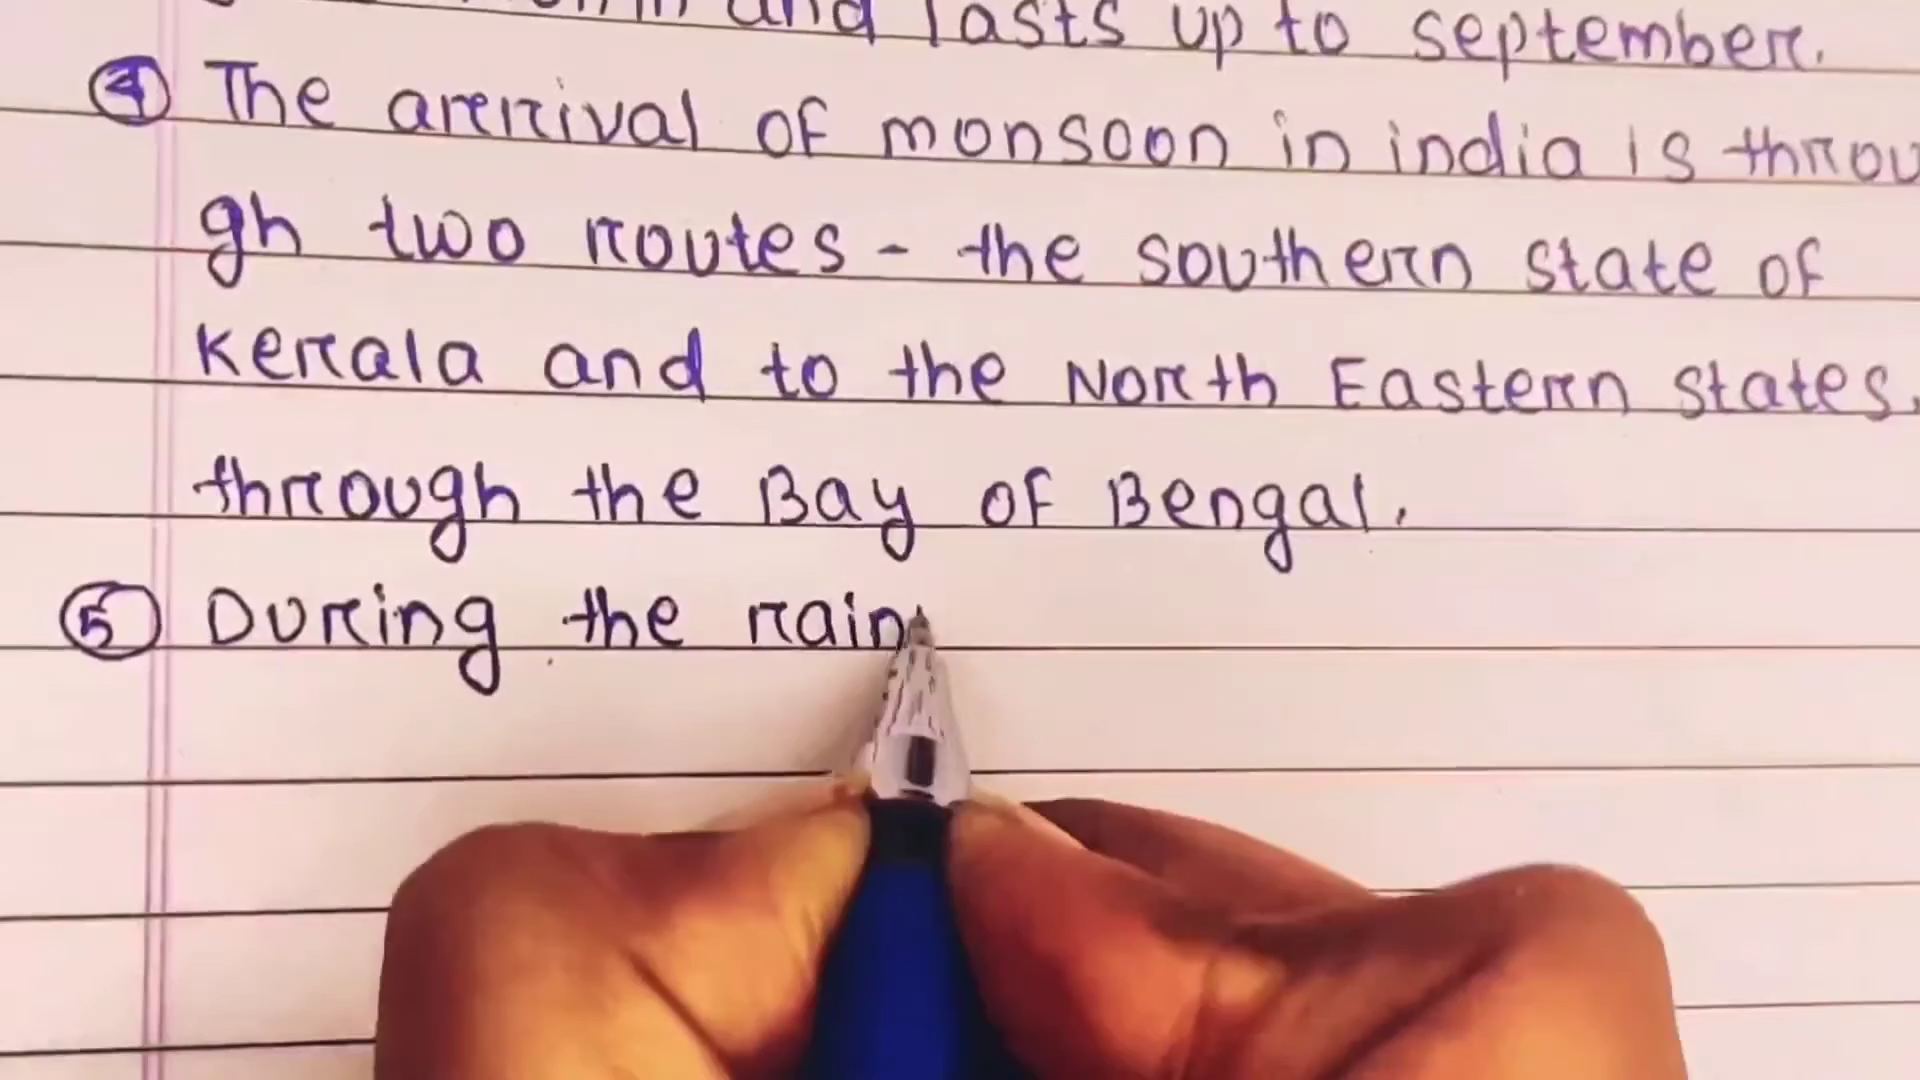 and lasts up to september.
④ The arrival of monsoon in india is throu
gh two routes - the southern state of
kerala and to the North Eastern states.
through the Bay of Bengal.
⑤ During the rain